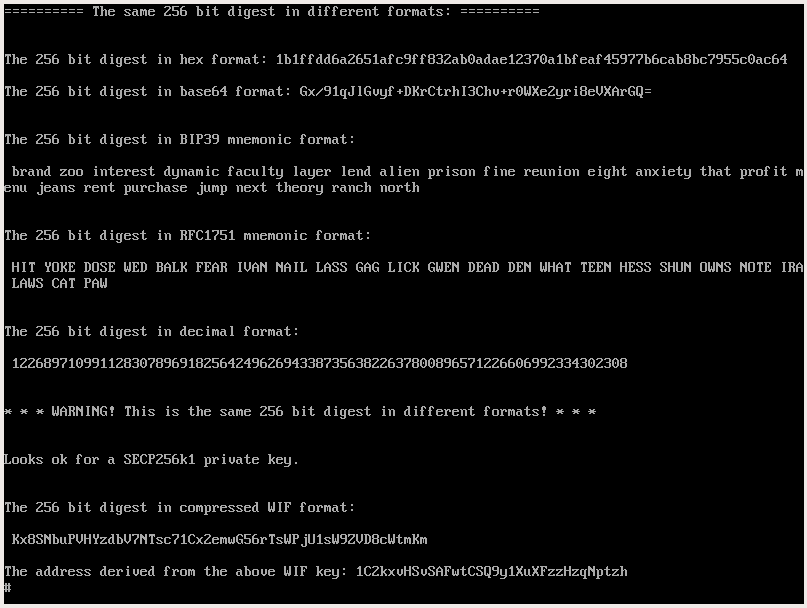 ========== The same 256 bit digest in different formats: ==========
The 256 bit digest in hex format: 1b1ffdd6a2651afc9ff832ab0adae12370a1bfeaf45977b6cab8bc7955c0ac64
The 256 bit digest in base64 format: Gx/91qJlGvyf+DKrCtrhI3Chv+r0WXe2yri8eVXArGQ=
The 256 bit digest in BIP39 mnemonic format:
brand zoo interest dynamic faculty layer lend alien prison fine reunion eight anxiety that profit m
enu jeans rent purchase jump next theory ranch north
The 256 bit digest in RFC1751 mnemonic format:
HIT YOKE DOSE WED BALK FEAR IVAN NAIL LASS GAG LICK GWEN DEAD DEN WHAT TEEN HESS SHUN OWNS NOTE IRA
LAWS CAT PAW
The 256 bit digest in decimal format:
12268971099112830789691825642496269433873563822637800896571226606992334302308
* * * WARNING! This is the same 256 bit digest in different formats! * * *
Looks ok for a SECP256k1 private key.
The 256 bit digest in compressed WIF format:
Kx8SNbuPVHYzdbV7NTsc71Cx2emwG56rTsWPjU1sW9ZVD8cWtmKm
The address derived from the above WIF key: 1C2kxvHSvSAFwtCSQ9y1XuXFzzHzqNptzh
#